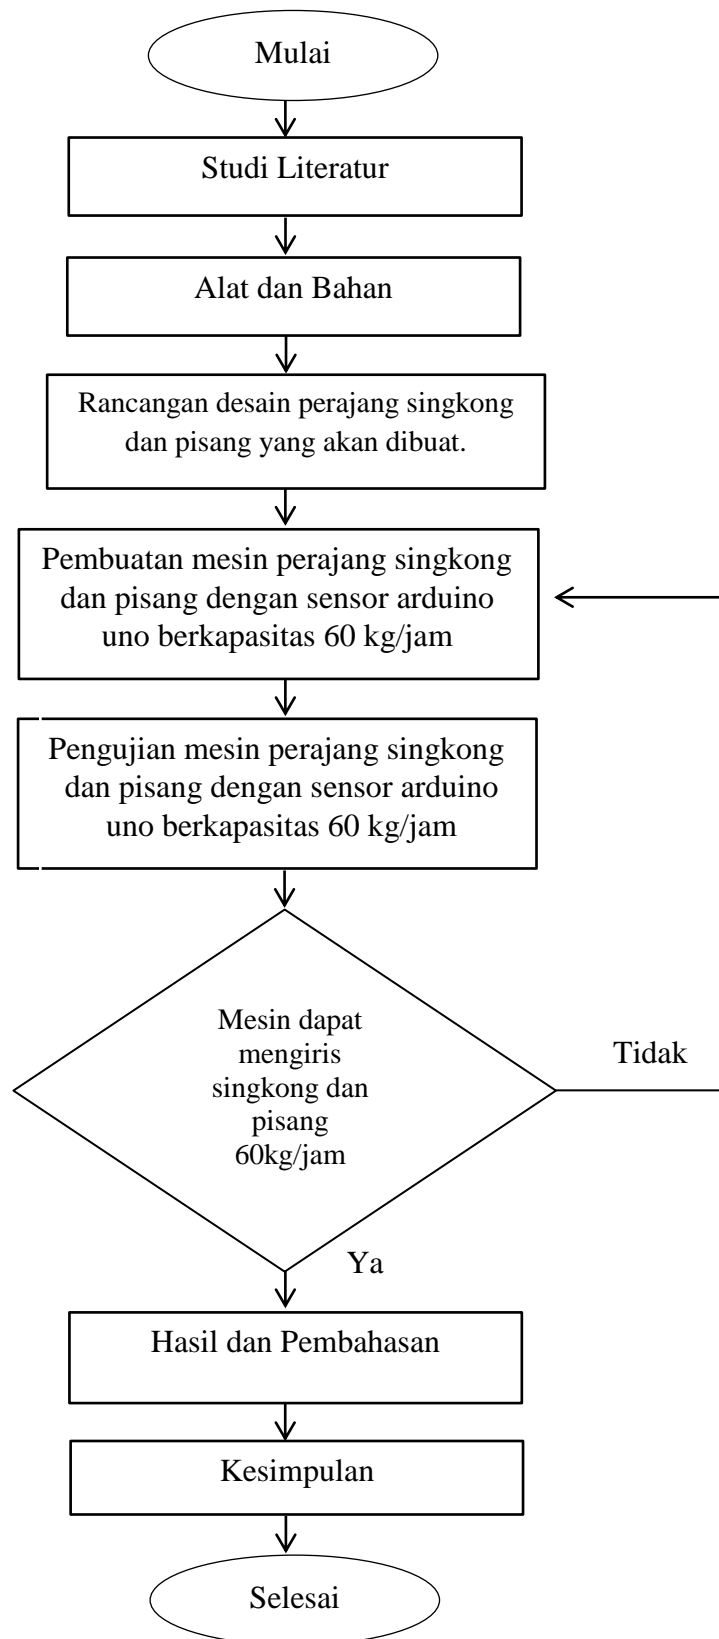 Mulai
Studi Literatur
Alat dan Bahan
Rancangan desain perajang singkong
dan pisang yang akan dibuat.
Pembuatan mesin perajang singkong
dan pisang dengan sensor arduino
uno berkapasitas 60 kg/jam
Pengujian mesin perajang singkong
dan pisang dengan sensor arduino
uno berkapasitas 60 kg/jam
Mesin dapat
mengiris
singkong dan
pisang
60kg/jam
Tidak
Ya
Hasil dan Pembahasan
Kesimpulan
Selesai